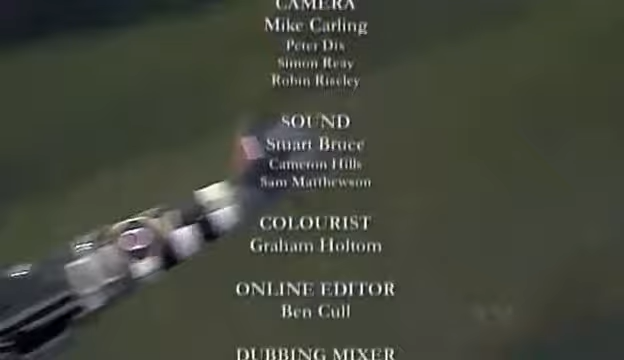 CAMERA
Mike Carling
Peter Dix
Simon Reay
Robin Riseley
SOUND
Stuart Bruce
Cameron Hills
Sam Matthewson
COLOURIST
Graham Holtom
ONLINE EDITOR
Ben Cull
DUBBING MIXER